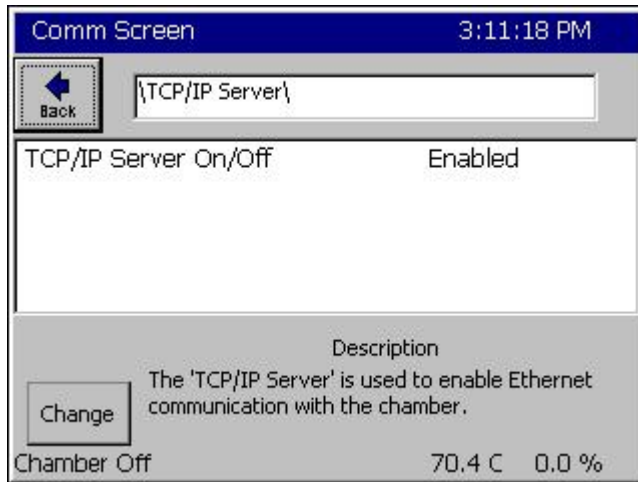 Comm Screen 3:11:18 PM
Back
\TCP/IP Server\
TCP/IP Server On/Off Enabled
Description
The 'TCP/IP Server' is used to enable Ethernet
communication with the chamber.
Change
Chamber Off 70.4 C 0.0 %